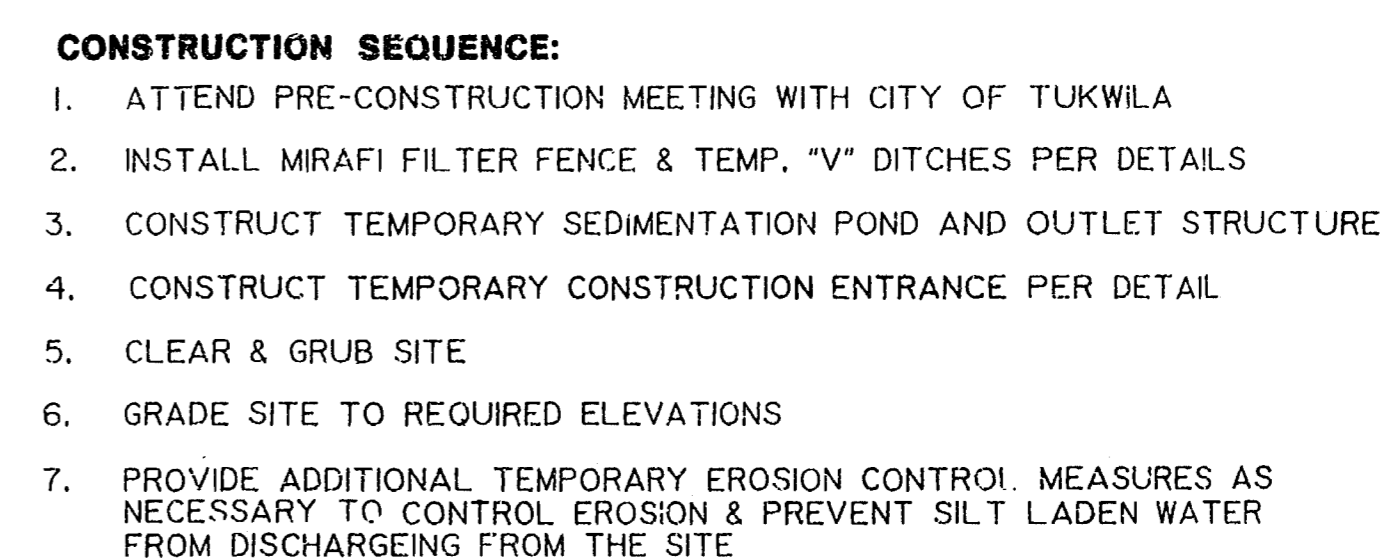 CONSTRUCTION SEQUENCE:
1. ATTEND PRE-CONSTRUCTION MEETING WITH CITY OF TUKWILA
2. INSTALL MIRAFI FILTER FENCE & TEMP. "V" DITCHES PER DETAILS
3. CONSTRUCT TEMPORARY SEDIMENTATION POND AND OUTLET STRUCTURE
4. CONSTRUCT TEMPORARY CONSTRUCTION ENTRANCE PER DETAIL
5. CLEAR & GRUB SITE
6. GRADE SITE TO REQUIRED ELEVATIONS
7. PROVIDE ADDITIONAL TEMPORARY EROSION CONTROL MEASURES AS
NECESSARY TO CONTROL EROSION & PREVENT SILT LADEN WATER
FROM DISCHARGEING FROM THE SITE